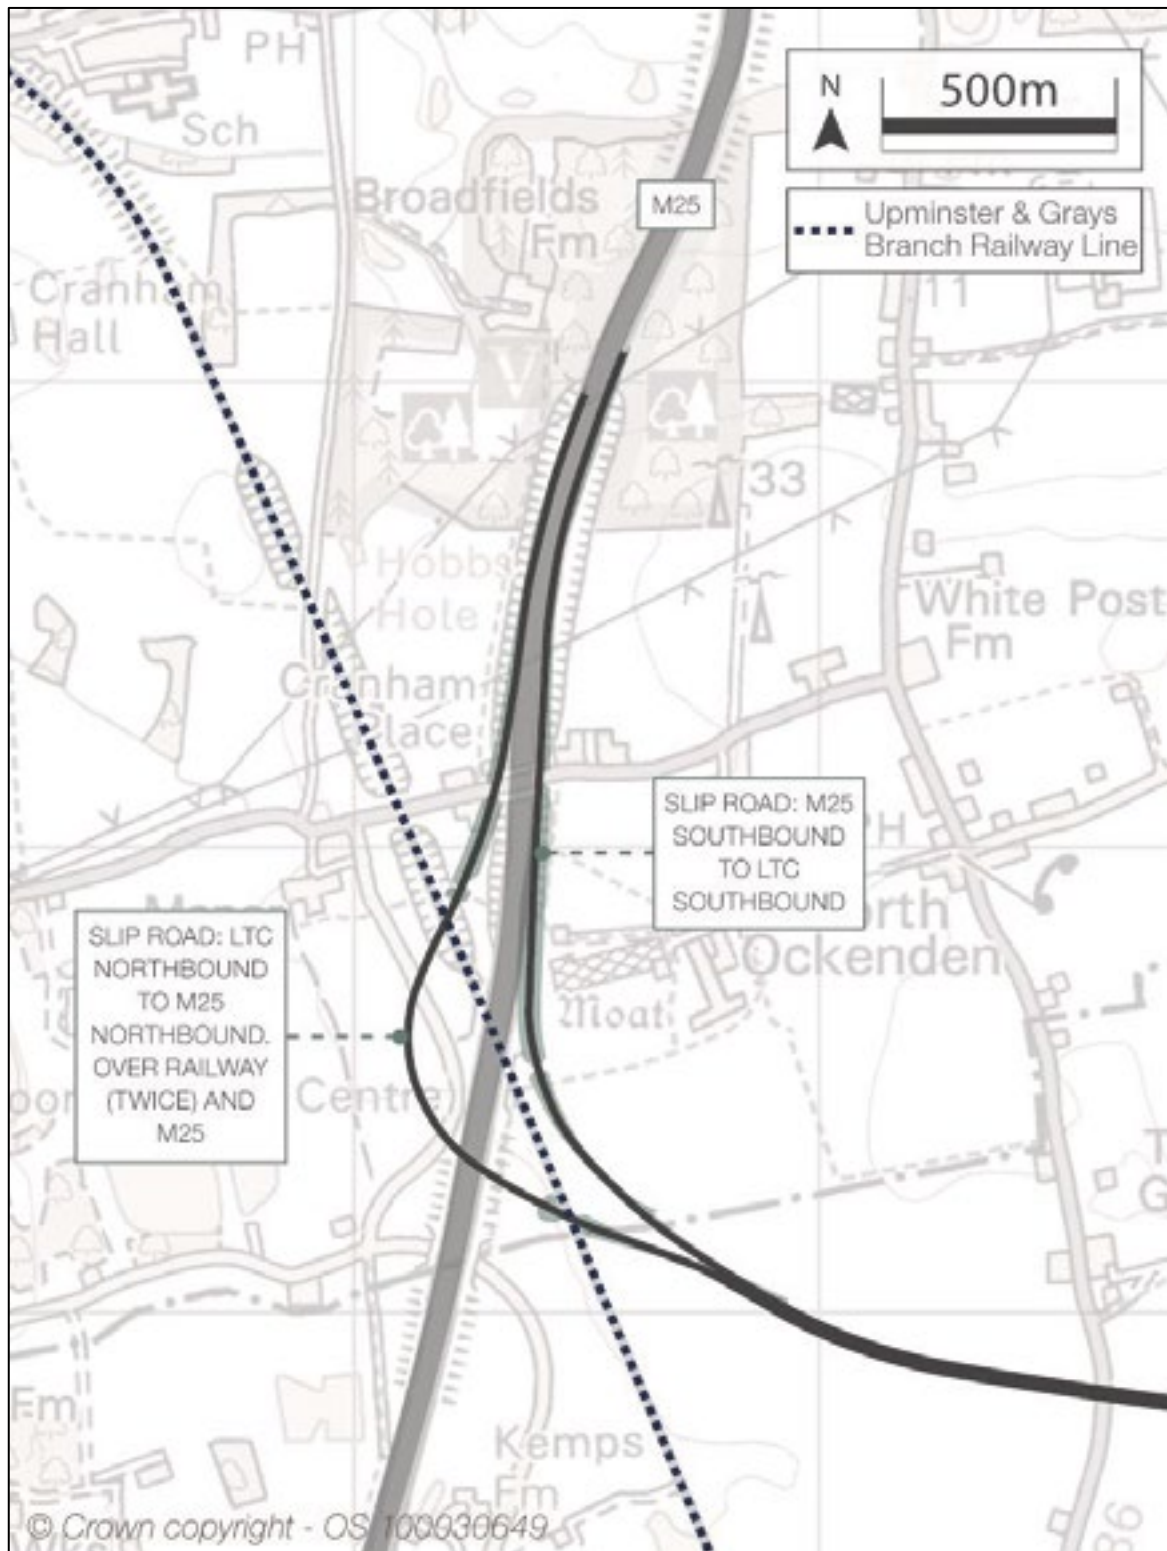 PH
Sch
N
500m
Broadfields
Fm
M25
Upminster & Grays
Branch Railway Line
Cranham
Hall
11
V
33
Hobbs
Hole
White Post
Fm
Cranham
Place
SLIP ROAD: M25
SOUTHBOUND
TO LTC
SOUTHBOUND
PH
SLIP ROAD: LTC
NORTHBOUND
TO M25
NORTHBOUND.
OVER RAILWAY
(TWICE) AND
M25
Ockenden
Moat
Centre
Fm
Kemps
Fm
86
© Crown copyright - OS 100030649